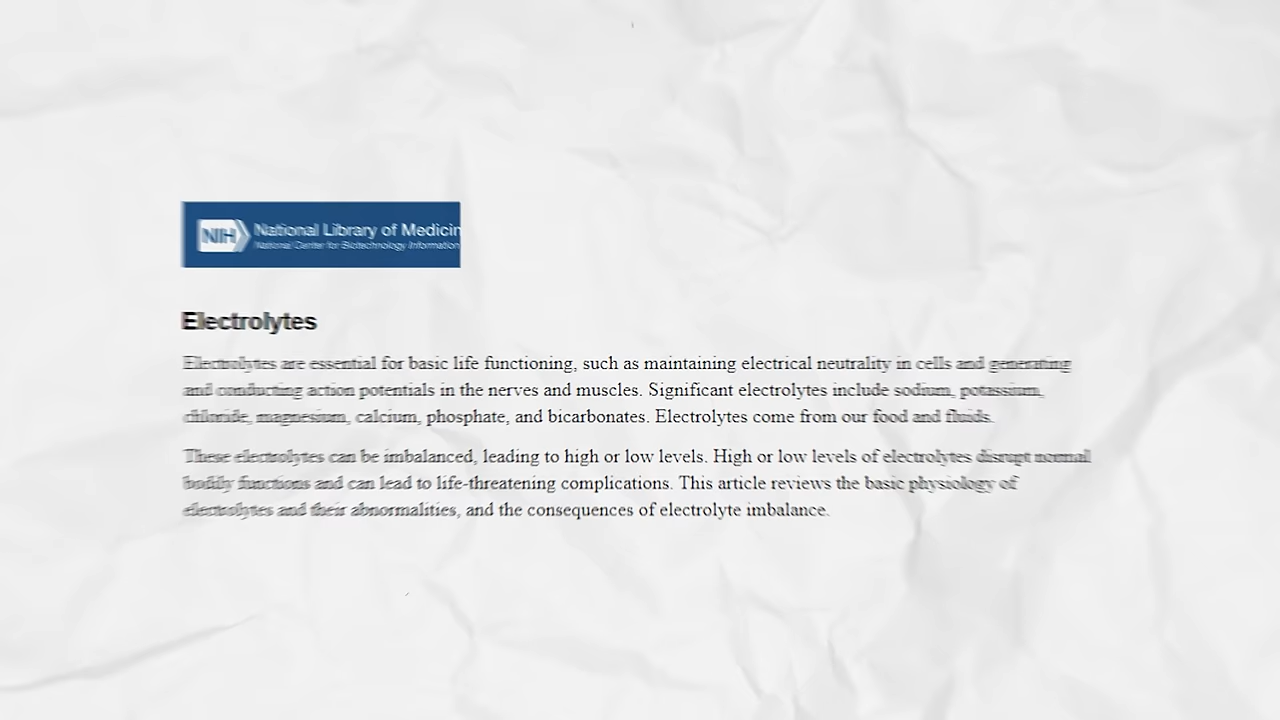 NIH National Library of Medicin
National Center for Biotechnology Information
Electrolytes
Electrolytes are essential for basic life functioning, such as maintaining electrical neutrality in cells and generating
and conducting action potentials in the nerves and muscles. Significant electrolytes include sodium, potassium,
chloride, magnesium, calcium, phosphate, and bicarbonates. Electrolytes come from our food and fluids.
These electrolytes can be imbalanced, leading to high or low levels. High or low levels of electrolytes disrupt normal
bodily functions and can lead to life-threatening complications. This article reviews the basic physiology of
electrolytes and their abnormalities, and the consequences of electrolyte imbalance.